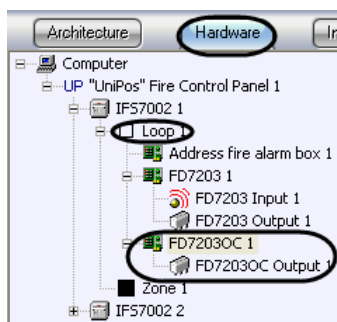 Architecture Hardware
Computer
UP "UniPos" Fire Control Panel 1
IFS7002 1
Loop 1
Address fire alarm box 1
FD7203 1
FD7203 Input 1
FD7203 Output 1
FD7203OC 1
FD7203OC Output 1
Zone 1
IFS7002 2